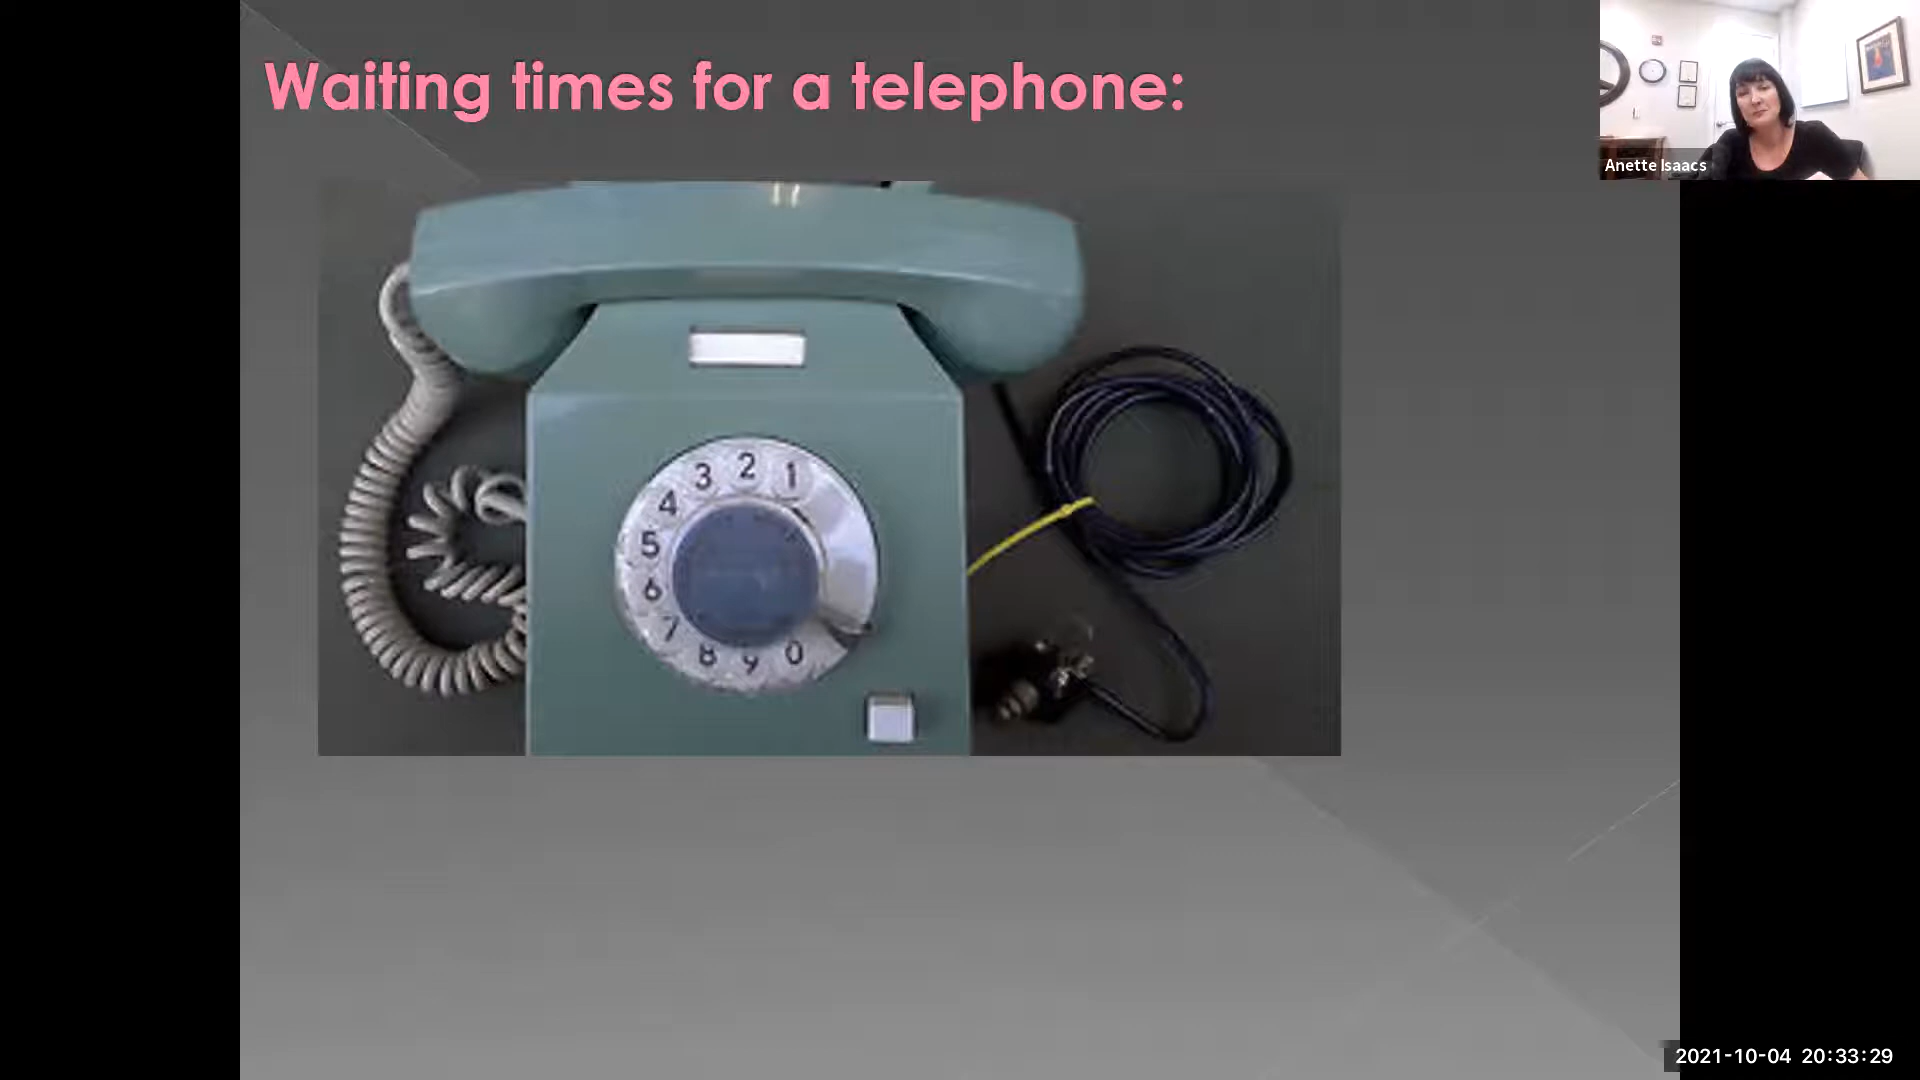 Waiting times for a telephone:
Anette Isaacs
3 2 1
4
5
6
7
8 9 0
2021-10-04 20:33:29